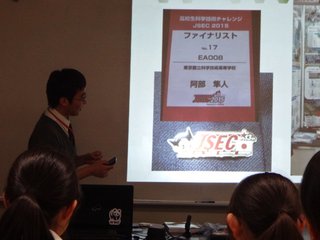 高校生科学技術チャレンジ
JSEC 2015
ファイナリスト
No. 17
EA008
東京都立科学技術高等学校
阿部 隼人
JSEC